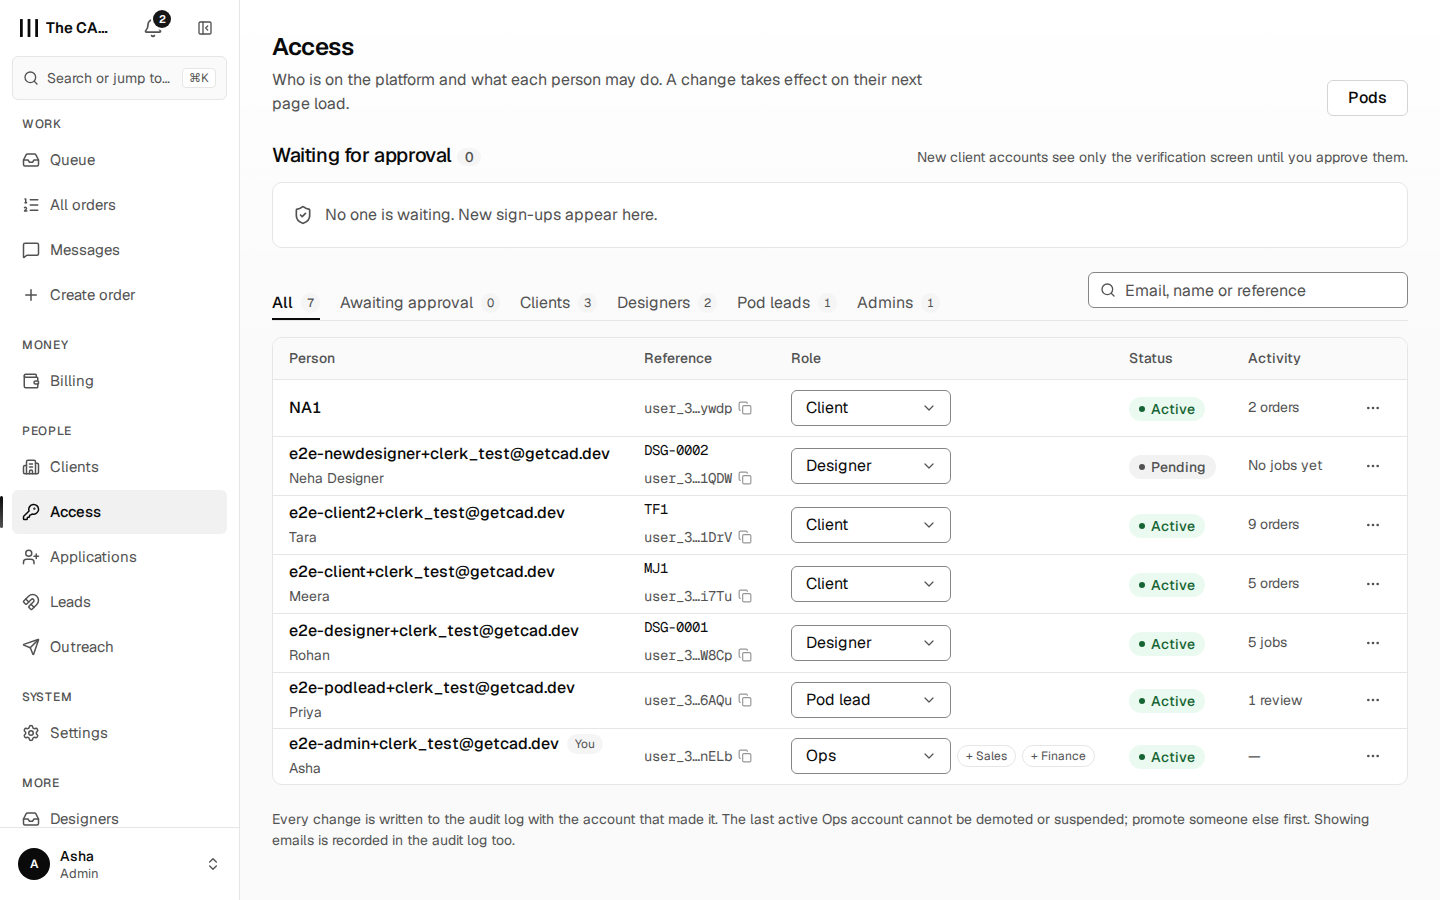 The CA...
2
Search or jump to... ⌘K
WORK
Queue
All orders
Messages
Create order
MONEY
Billing
PEOPLE
Clients
Access
Applications
Leads
Outreach
SYSTEM
Settings
MORE
Designers
A
Asha
Admin
Access
Who is on the platform and what each person may do. A change takes effect on their next
page load.
Pods
Waiting for approval 0
New client accounts see only the verification screen until you approve them.
No one is waiting. New sign-ups appear here.
All 7 Awaiting approval 0 Clients 3 Designers 2 Pod leads 1 Admins 1
Email, name or reference
Person Reference Role Status Activity
NA1 user_3…ywdp Client Active 2 orders
e2e-newdesigner+clerk_test@getcad.dev DSG-0002
Neha Designer user_3…1QDW Designer Pending No jobs yet
e2e-client2+clerk_test@getcad.dev TF1
Tara user_3…1DrV Client Active 9 orders
e2e-client+clerk_test@getcad.dev MJ1
Meera user_3…i7Tu Client Active 5 orders
e2e-designer+clerk_test@getcad.dev DSG-0001
Rohan user_3…W8Cp Designer Active 5 jobs
e2e-podlead+clerk_test@getcad.dev
Priya user_3…6AQu Pod lead Active 1 review
e2e-admin+clerk_test@getcad.dev You
Asha user_3…nELb Ops + Sales + Finance Active —
Every change is written to the audit log with the account that made it. The last active Ops account cannot be demoted or suspended; promote someone else first. Showing
emails is recorded in the audit log too.